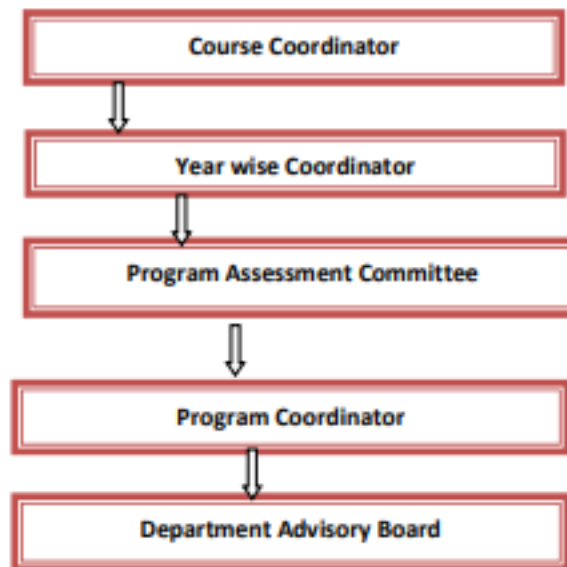 Course Coordinator
Year wise Coordinator
Program Assessment Committee
Program Coordinator
Department Advisory Board